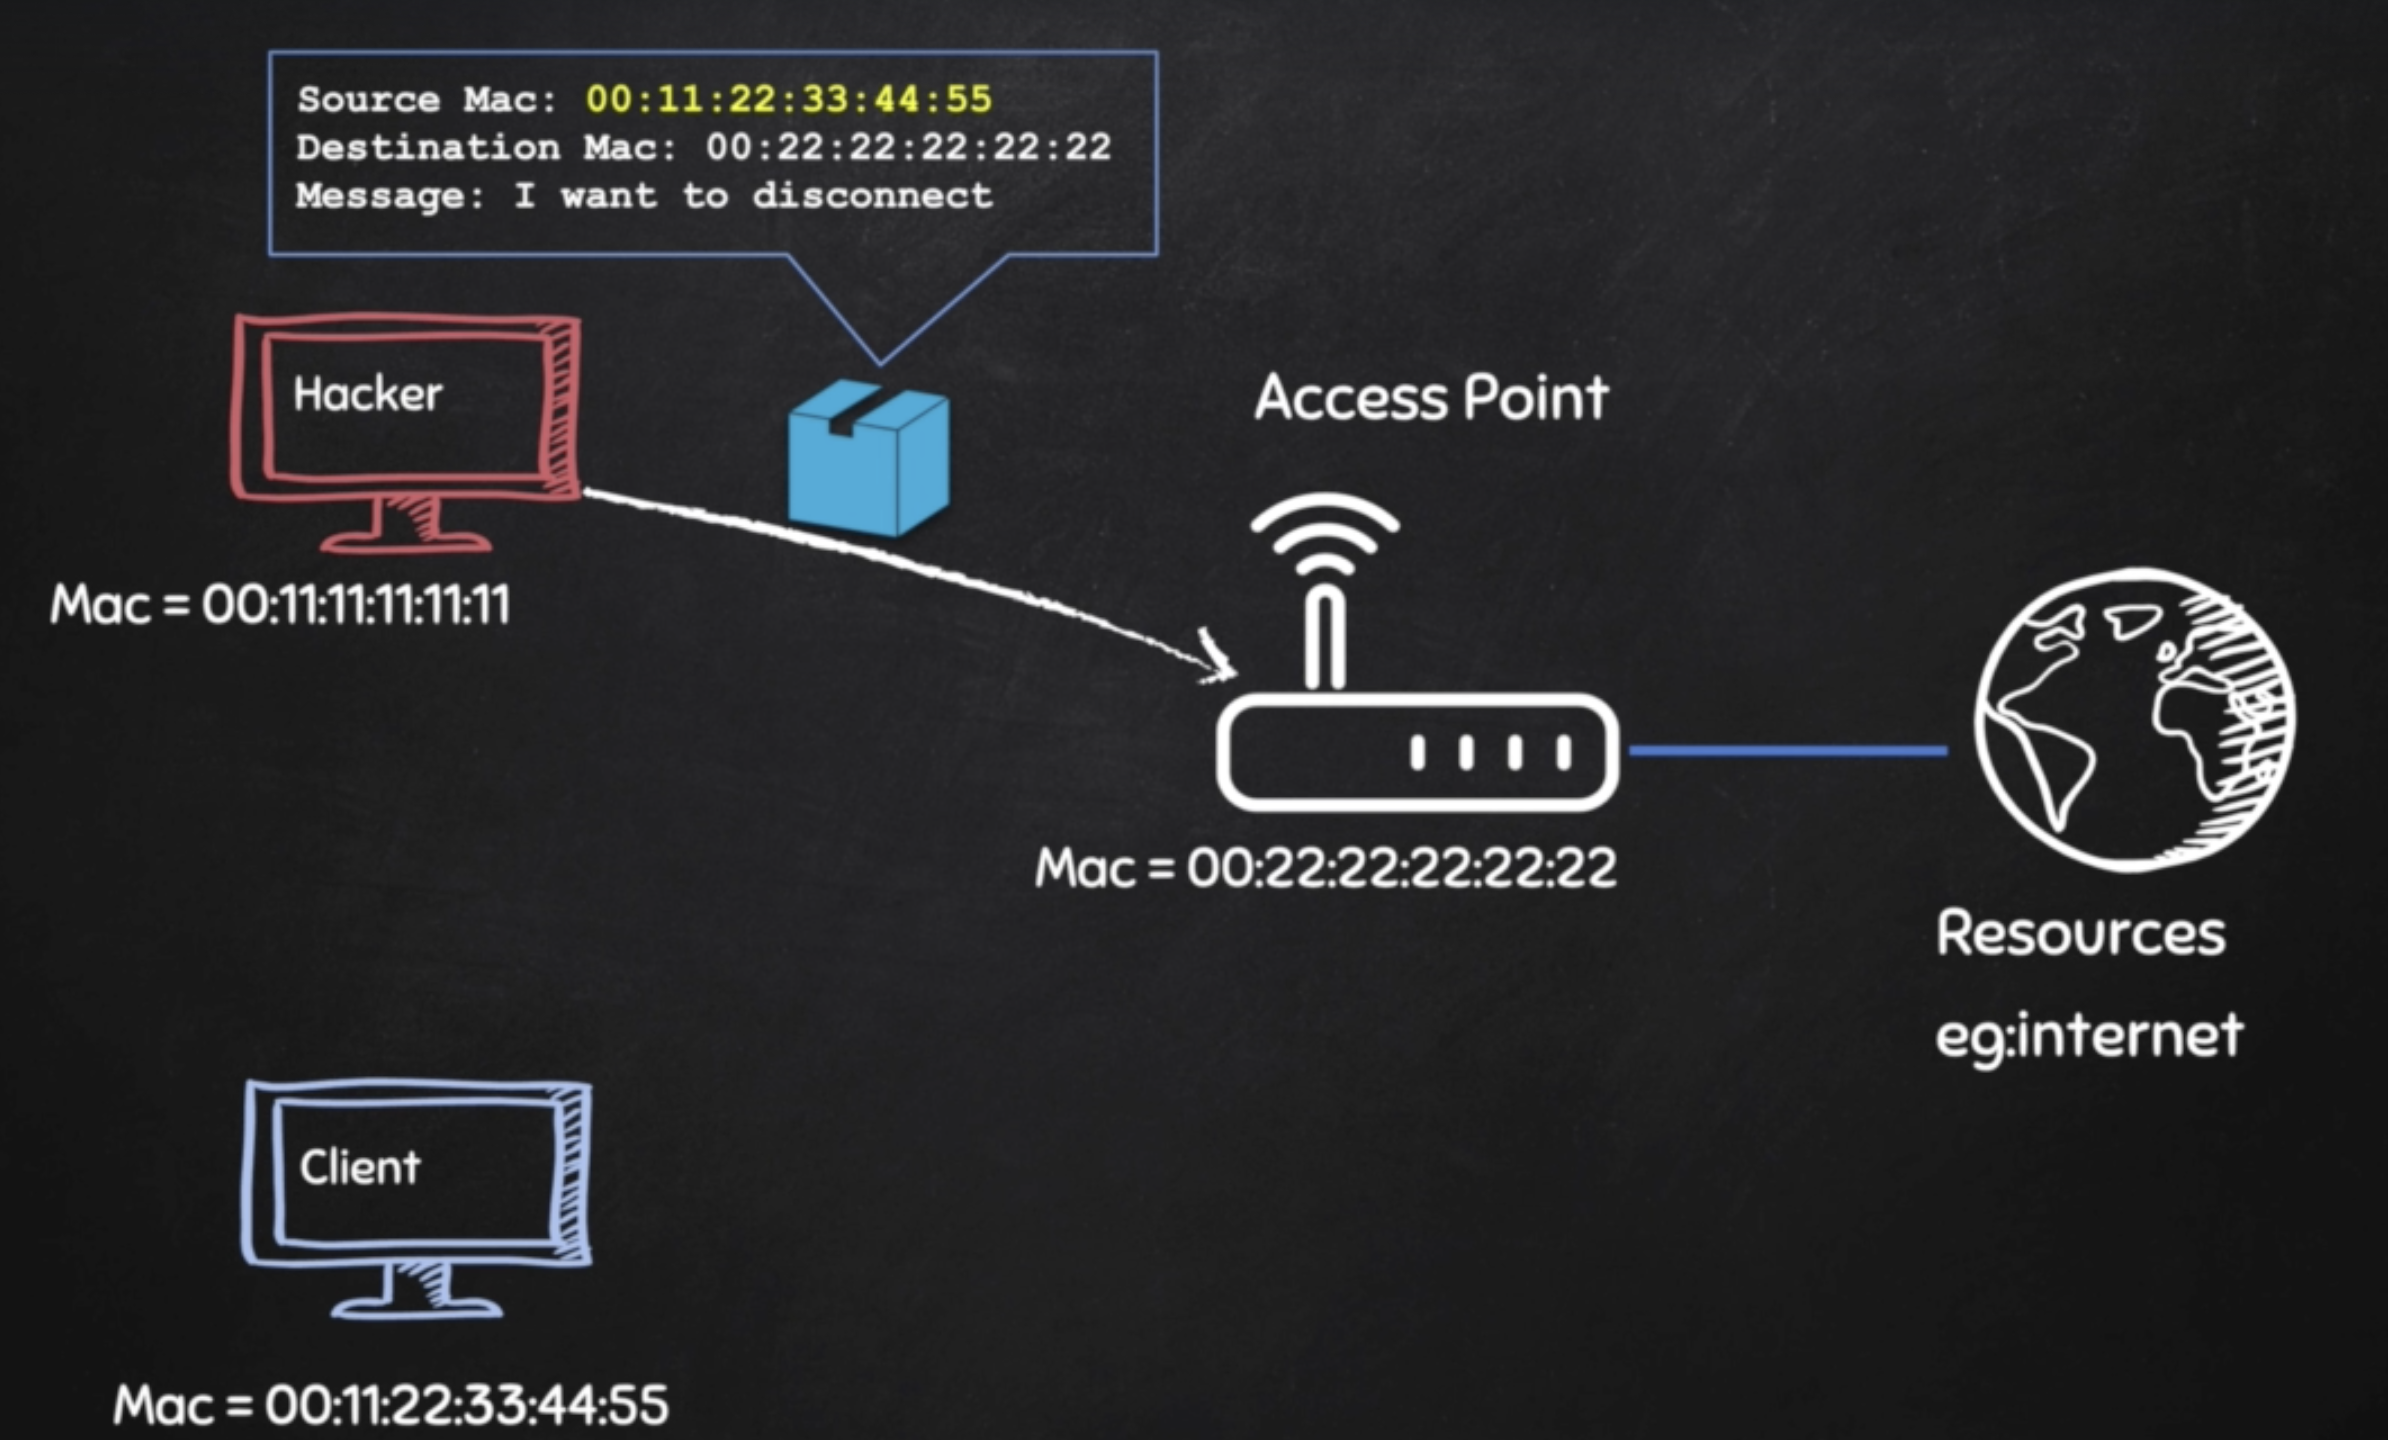 Source Mac: 00:11:22:33:44:55
Destination Mac: 00:22:22:22:22:22
Message: I want to disconnect
Hacker
Access Point
Mac = 00:11:11:11:11:11
Mac = 00:22:22:22:22:22
Resources
eg:internet
Client
Mac = 00:11:22:33:44:55